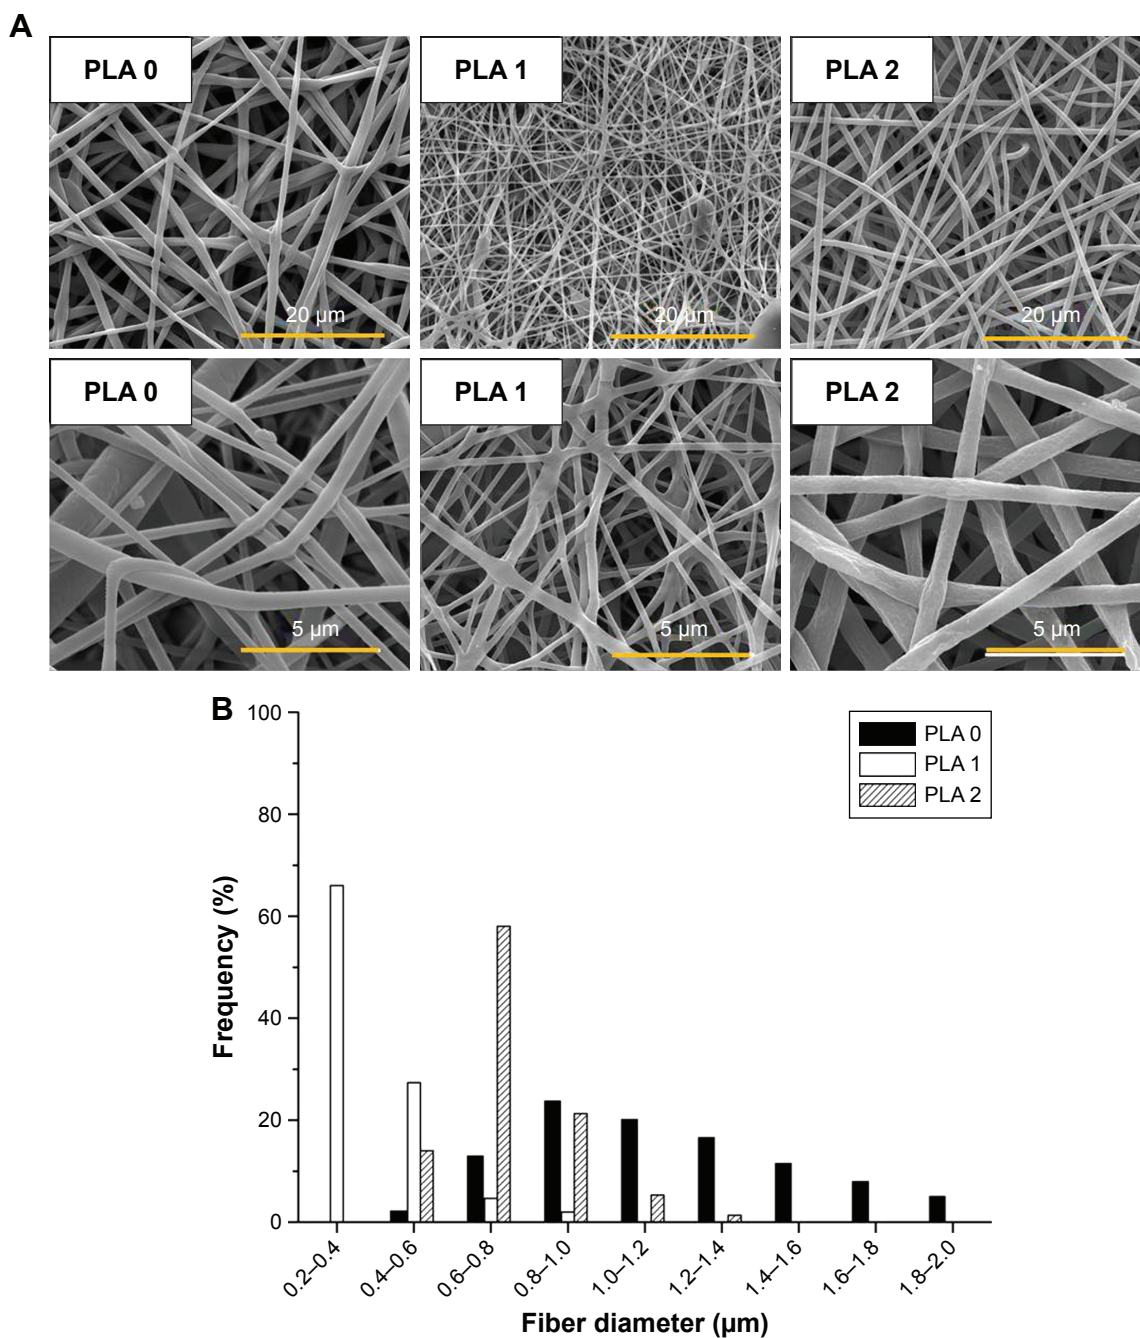 A
PLA 0
PLA 1
PLA 2
20 µm
20 µm
20 µm
PLA 0
PLA 1
PLA 2
5 µm
5 µm
5 µm
B
100
80
60
40
20
0
Frequency (%)
PLA 0
PLA 1
PLA 2
0.2–0.4
0.4–0.6
0.6–0.8
0.8–1.0
1.0–1.2
1.2–1.4
1.4–1.6
1.6–1.8
1.8–2.0
Fiber diameter (µm)